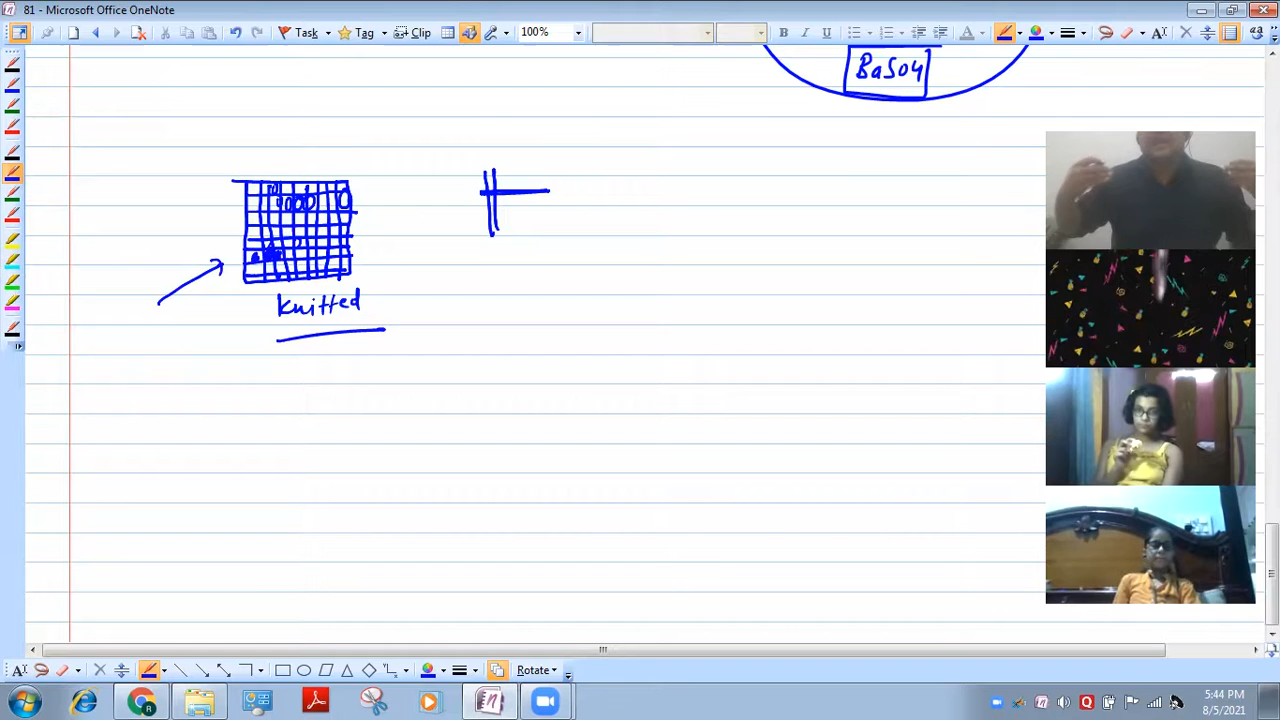 81 - Microsoft Office OneNote
Task
Tag
Clip
100%
B I U
BaSO4
Knitted
Rotate
5:44 PM
8/5/2021